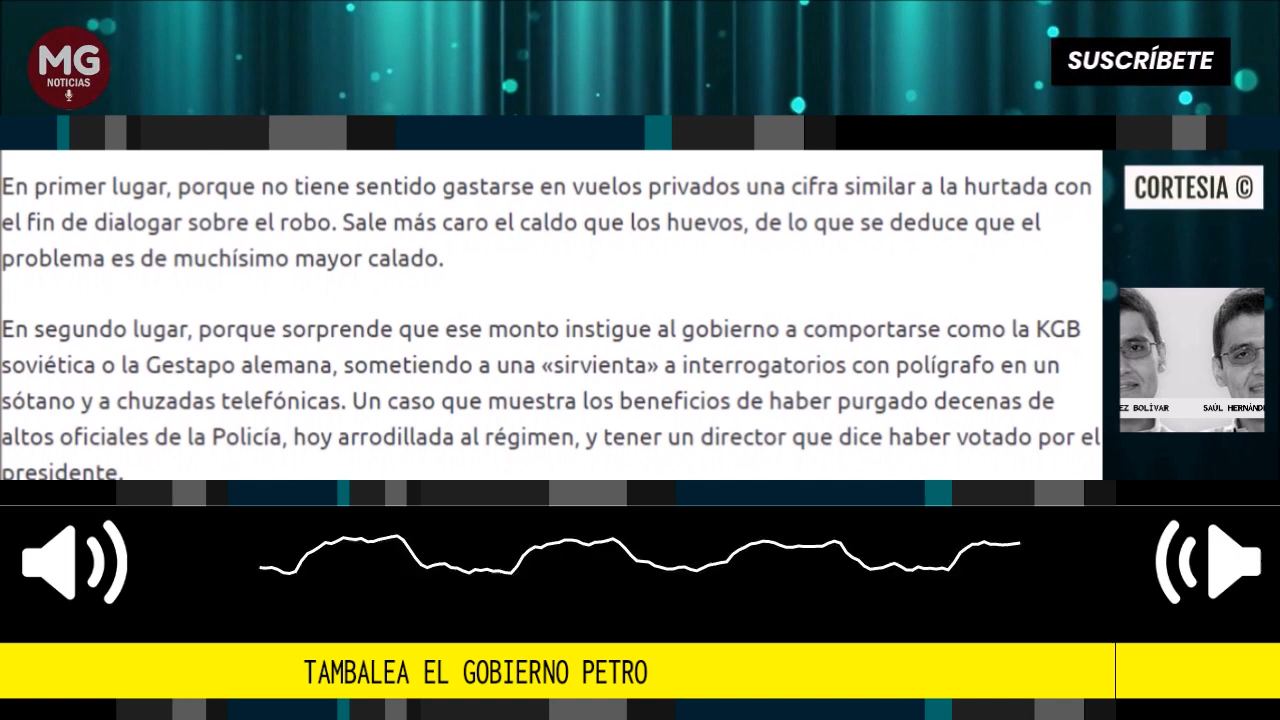 MG
NOTICIAS
SUSCRÍBETE
En primer lugar, porque no tiene sentido gastarse en vuelos privados una cifra similar a la hurtada con
el fin de dialogar sobre el robo. Sale más caro el caldo que los huevos, de lo que se deduce que el
problema es de muchísimo mayor calado.
En segundo lugar, porque sorprende que ese monto instigue al gobierno a comportarse como la KGB
soviética o la Gestapo alemana, sometiendo a una «sirvienta» a interrogatorios con polígrafo en un
sótano y a chuzadas telefónicas. Un caso que muestra los beneficios de haber purgado decenas de
altos oficiales de la Policía, hoy arrodillada al régimen, y tener un director que dice haber votado por el
presidente.
CORTESIA ©
EZ BOLÍVAR SAÚL HERNÁND
TAMBALEA EL GOBIERNO PETRO